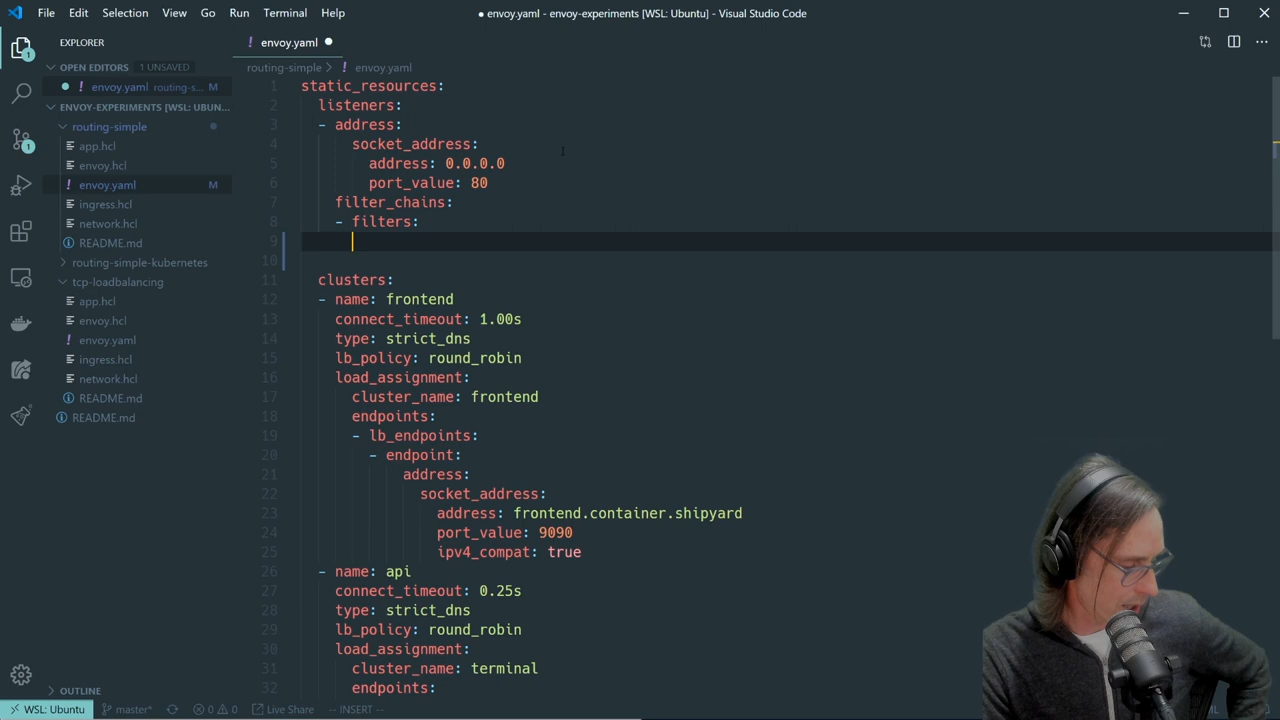 File Edit Selection View Go Run Terminal Help
● envoy.yaml - envoy-experiments [WSL: Ubuntu] - Visual Studio Code
EXPLORER
OPEN EDITORS 1 UNSAVED
envoy.yaml routing-s... M
ENVOY-EXPERIMENTS [WSL: UBUN...
routing-simple
app.hcl
envoy.hcl
envoy.yaml M
ingress.hcl
network.hcl
README.md
routing-simple-kubernetes
tcp-loadbalancing
app.hcl
envoy.hcl
envoy.yaml
ingress.hcl
network.hcl
README.md
README.md
OUTLINE
envoy.yaml
routing-simple > envoy.yaml
1 static_resources:
2 listeners:
3 - address:
4 socket_address:
5 address: 0.0.0.0
6 port_value: 80
7 filter_chains:
8 - filters:
9
10
11 clusters:
12 - name: frontend
13 connect_timeout: 1.00s
14 type: strict_dns
15 lb_policy: round_robin
16 load_assignment:
17 cluster_name: frontend
18 endpoints:
19 - lb_endpoints:
20 - endpoint:
21 address:
22 socket_address:
23 address: frontend.container.shipyard
24 port_value: 9090
25 ipv4_compat: true
26 - name: api
27 connect_timeout: 0.25s
28 type: strict_dns
29 lb_policy: round_robin
30 load_assignment:
31 cluster_name: terminal
32 endpoints:
WSL: Ubuntu master* 0 0 Live Share -- INSERT --